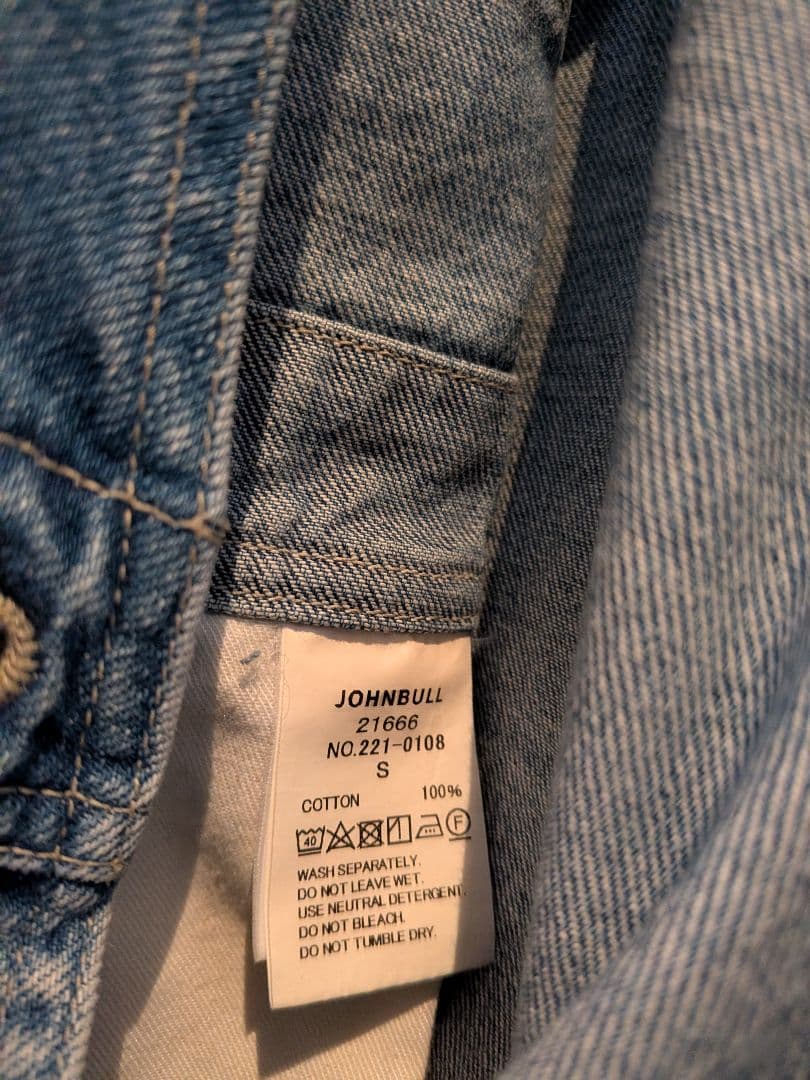 JOHNBULL
21666
NO.221-0108
S
COTTON 100%
40 F
WASH SEPARATELY.
DO NOT LEAVE WET.
USE NEUTRAL DETERGENT.
DO NOT BLEACH.
DO NOT TUMBLE DRY.